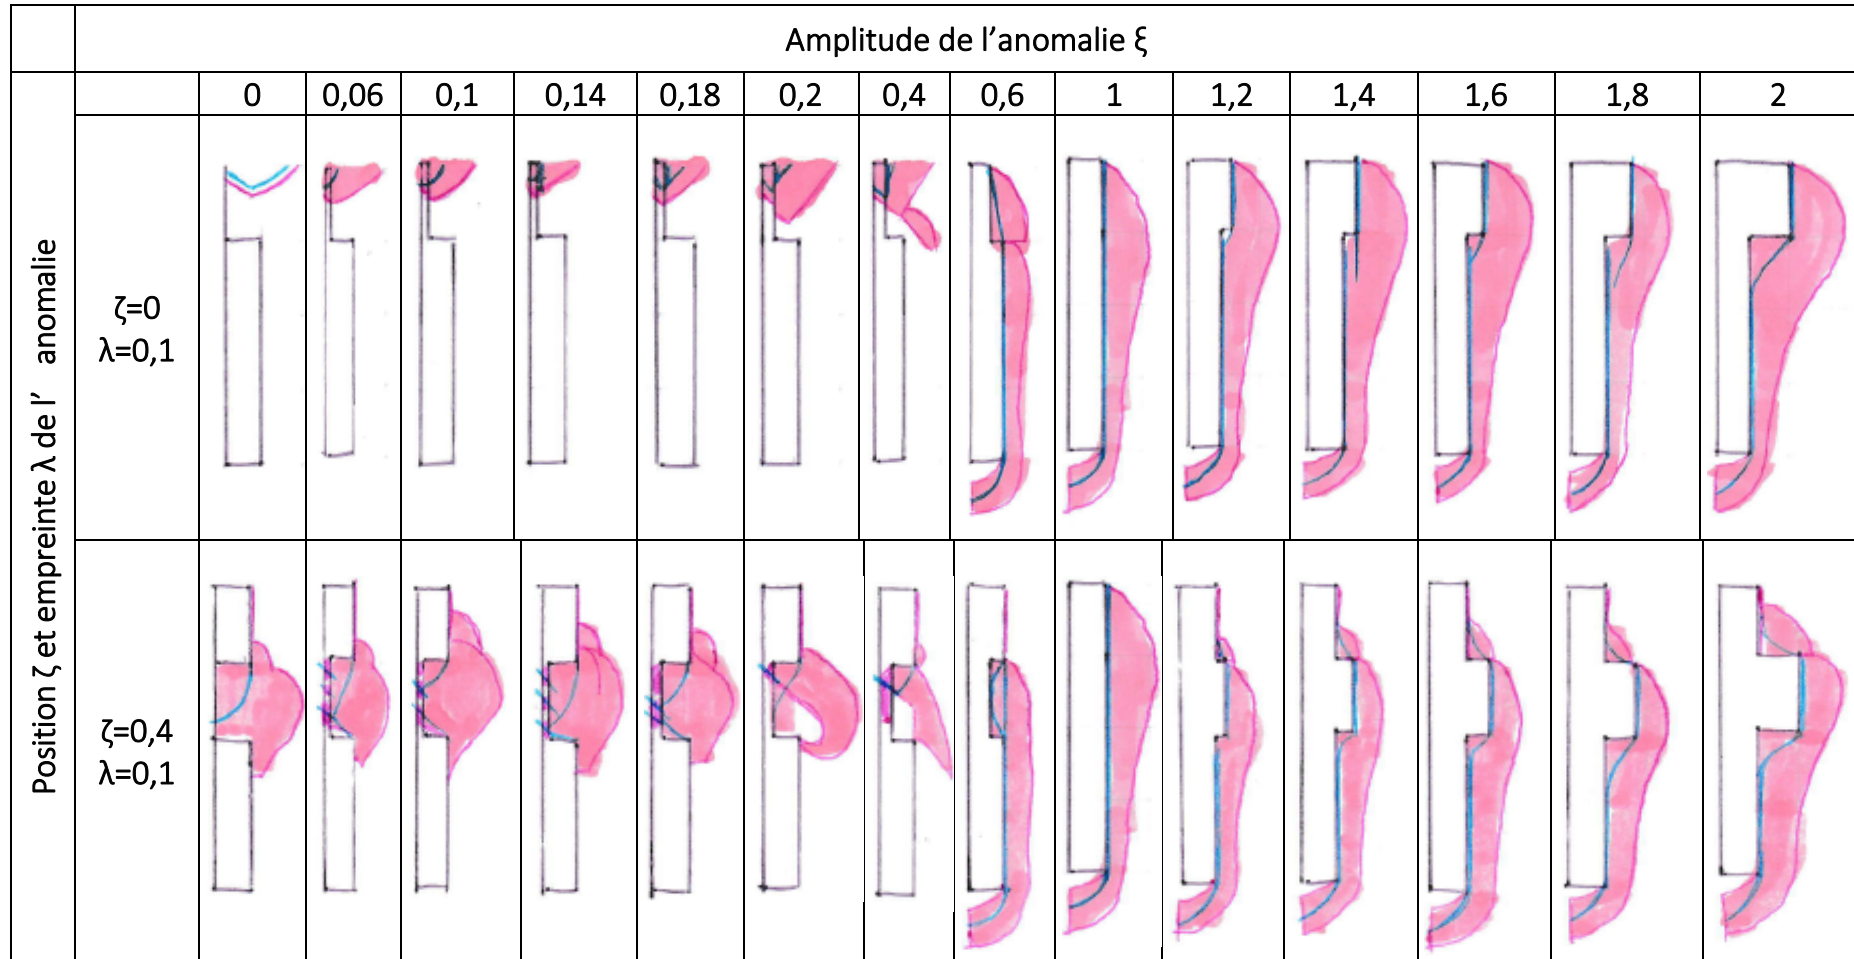 Amplitude de l’anomalie ξ
0 0,06 0,1 0,14 0,18 0,2 0,4 0,6 1 1,2 1,4 1,6 1,8 2
Position ζ et empreinte λ de l’ anomalie
ζ=0
λ=0,1
ζ=0,4
λ=0,1